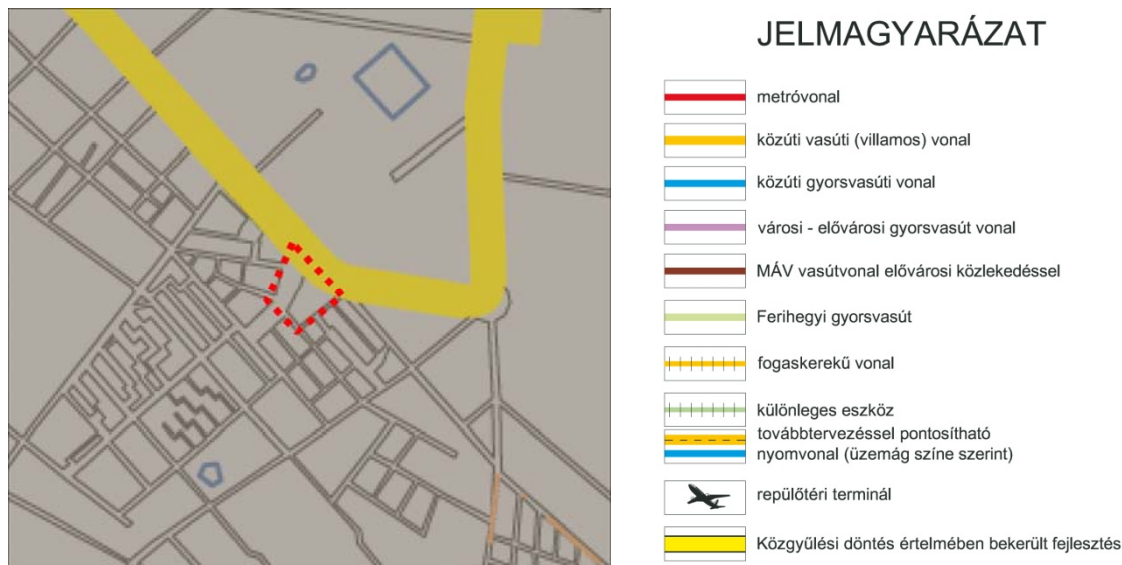 JELMAGYARÁZAT
metróvonal
közúti vasúti (villamos) vonal
közúti gyorsvasúti vonal
városi - elővárosi gyorsvasút vonal
MÁV vasútvonal elővárosi közlekedéssel
Ferihegyi gyorsvasút
fogaskerekű vonal
különleges eszköz
továbbtervezéssel pontosítható
nyomvonal (üzemág színe szerint)
repülőtéri terminál
Közgyűlési döntés értelmében bekerült fejlesztés